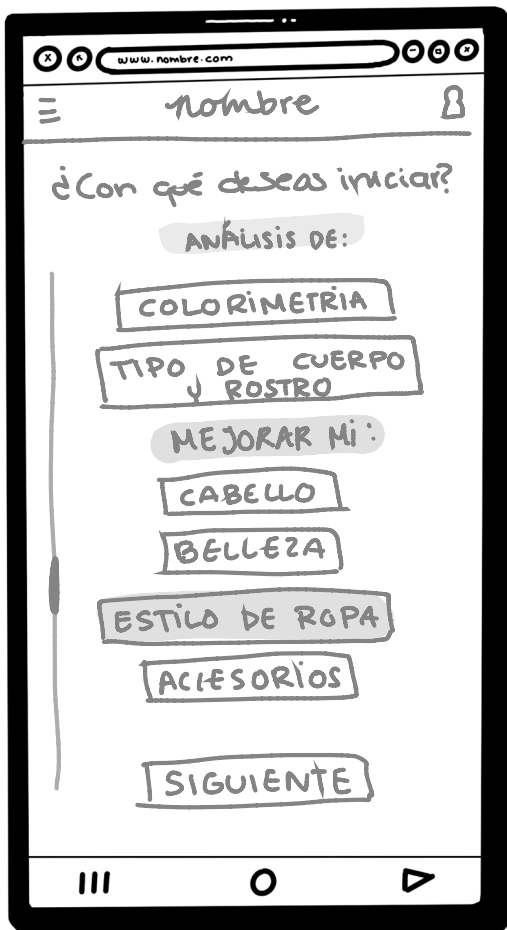 www.nombre.com
nombre
¿Con qué deseas iniciar?
ANÁLISIS DE:
COLORIMETRIA
TIPO DE CUERPO
y ROSTRO
MEJORAR Mi:
CABELLO
BELLEZA
ESTILO DE ROPA
ACCESORIOS
SIGUIENTE